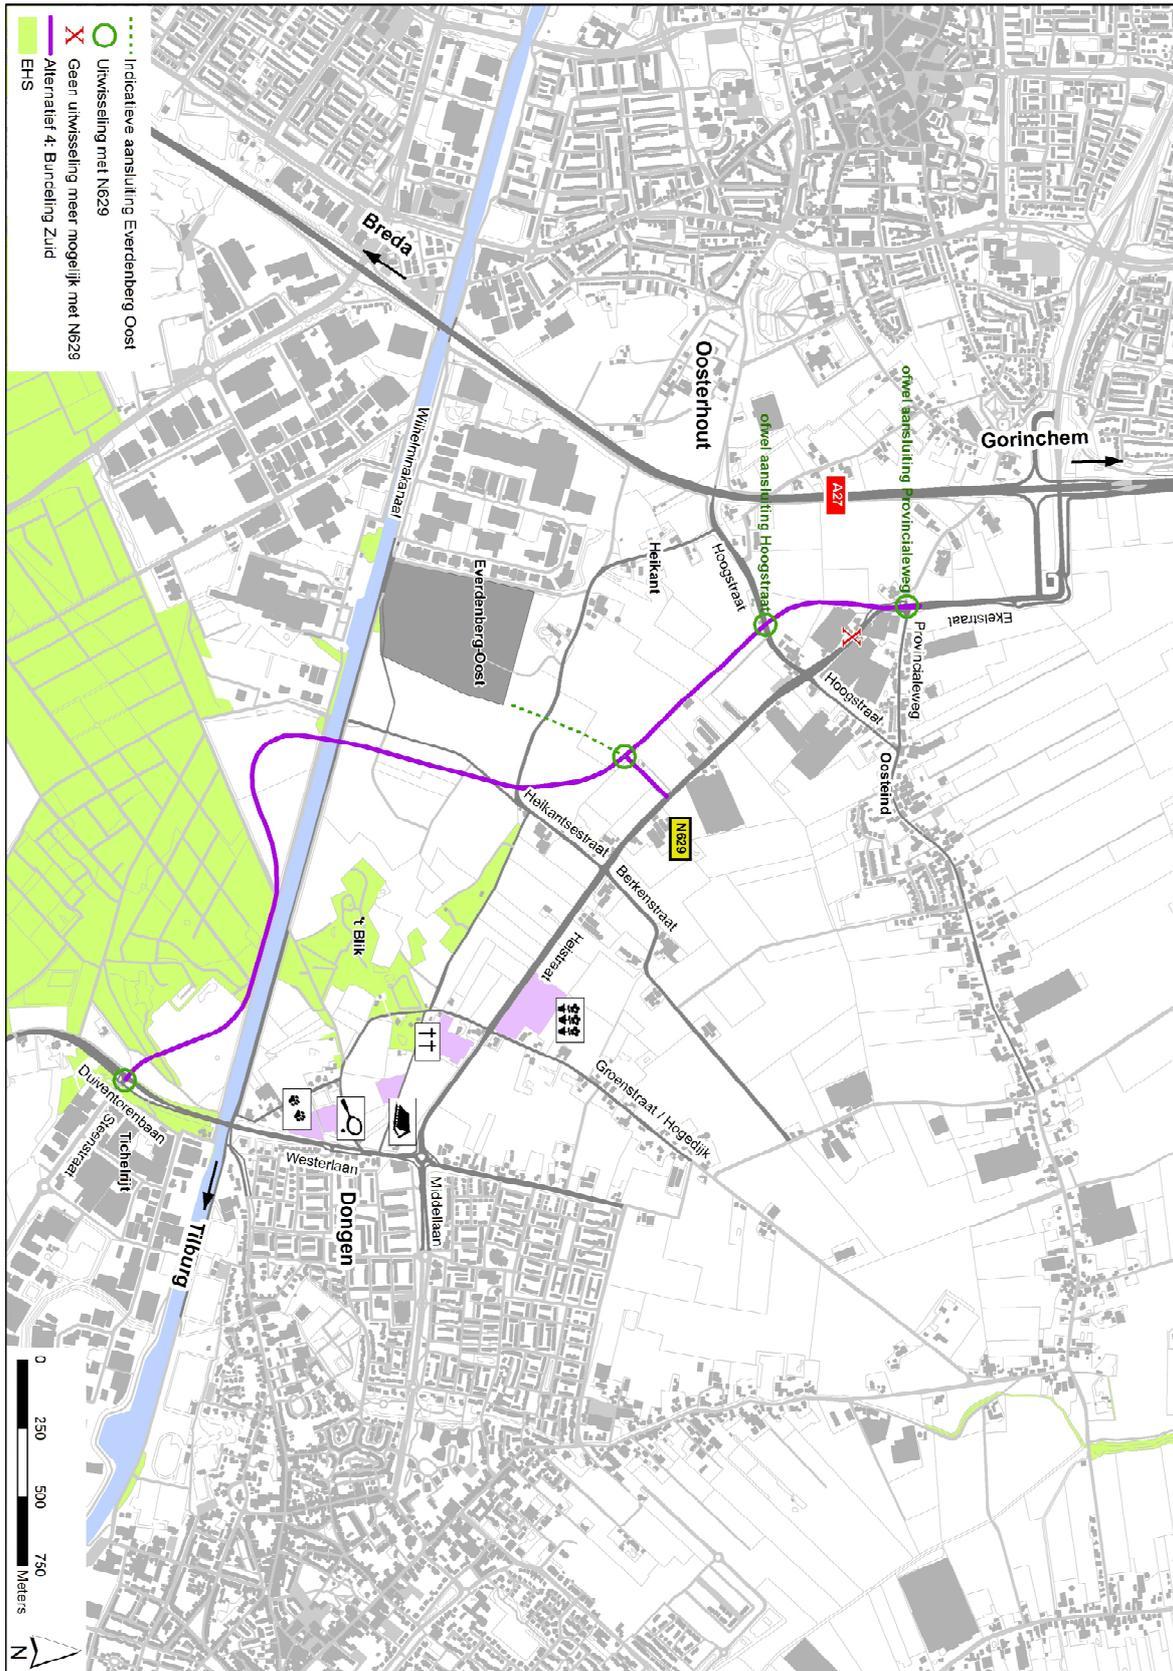 Gorinchem
ofwel aansluiting Provincialeweg
ofwel aansluiting Hoogstraat
A27
Ekelstraat
Provincialeweg
Hoogstraat
Oosteind
Oosterhout
Hoogstraat
Heikant
Breda
Wilhelminakanaal
Everdenberg-Oost
N629
Heikantsestraat
Berkenstraat
Heistraat
't Blik
Groenstraat / Hogedijk
Westerlaan
Middellaan
Dongen
Duiventorenbaan
Steenstraat
Tichelrijt
Tilburg
Indicatieve aansluiting Everdenberg Oost
Uitwisseling met N629
X Geen uitwisseling meer mogelijk met N629
Alternatief 4: Bundeling Zuid
EHS
0 250 500 750 Meters
N